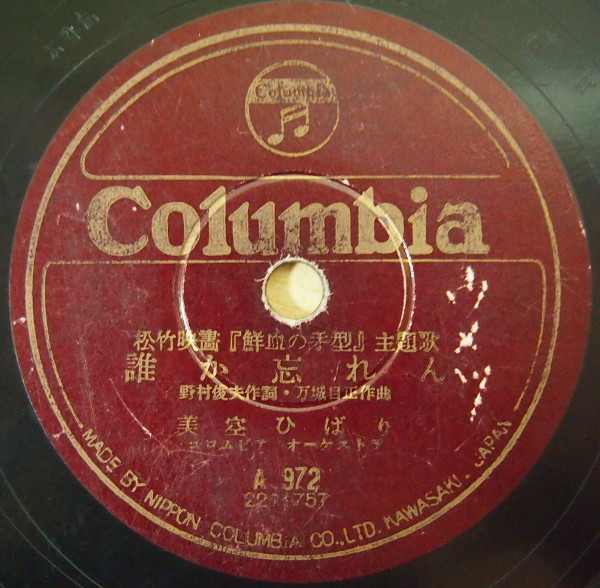 Columbia
Columbia
松竹映畫『鮮血の手型』主題歌
誰か忘れん
野村俊夫作詞・万城目正作曲
美空ひばり
コロムビア オーケストラ
A 972
MADE BY NIPPON COLUMBIA CO., LTD. KAWASAKI. JAPAN